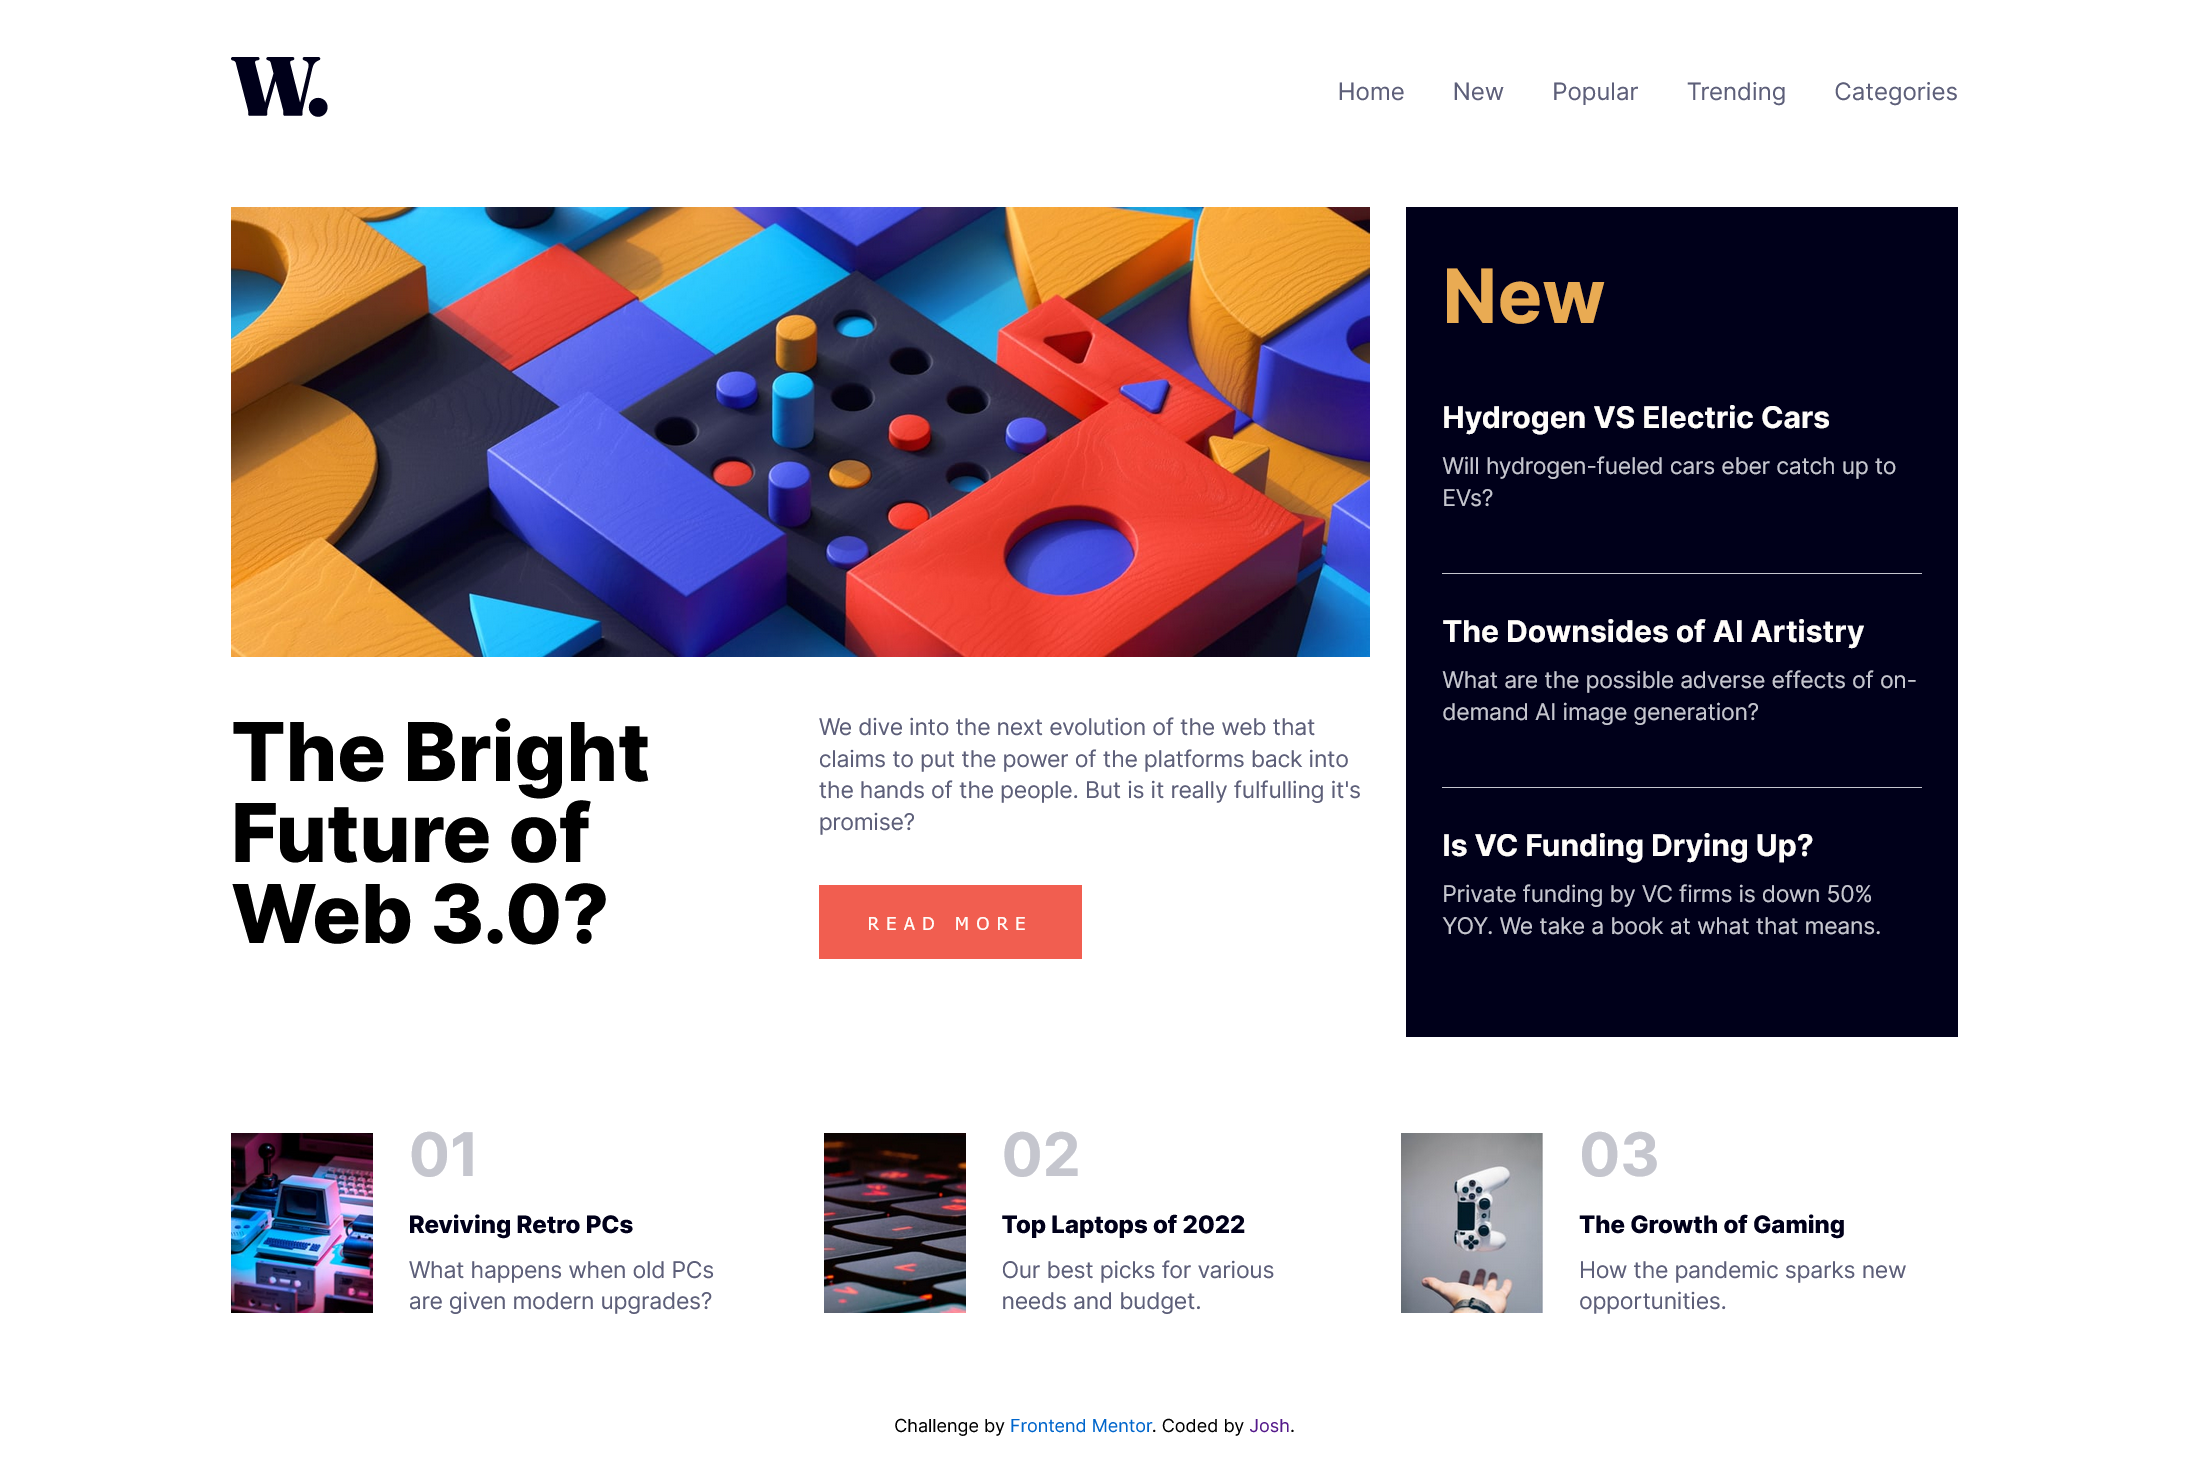 W.
Home New Popular Trending Categories
New
Hydrogen VS Electric Cars
Will hydrogen-fueled cars eber catch up to
EVs?
The Downsides of AI Artistry
What are the possible adverse effects of on-
demand AI image generation?
Is VC Funding Drying Up?
Private funding by VC firms is down 50%
YOY. We take a book at what that means.
The Bright
Future of
Web 3.0?
We dive into the next evolution of the web that
claims to put the power of the platforms back into
the hands of the people. But is it really fulfulling it's
promise?
READ MORE
01
Reviving Retro PCs
What happens when old PCs
are given modern upgrades?
02
Top Laptops of 2022
Our best picks for various
needs and budget.
03
The Growth of Gaming
How the pandemic sparks new
opportunities.
Challenge by Frontend Mentor. Coded by Josh.